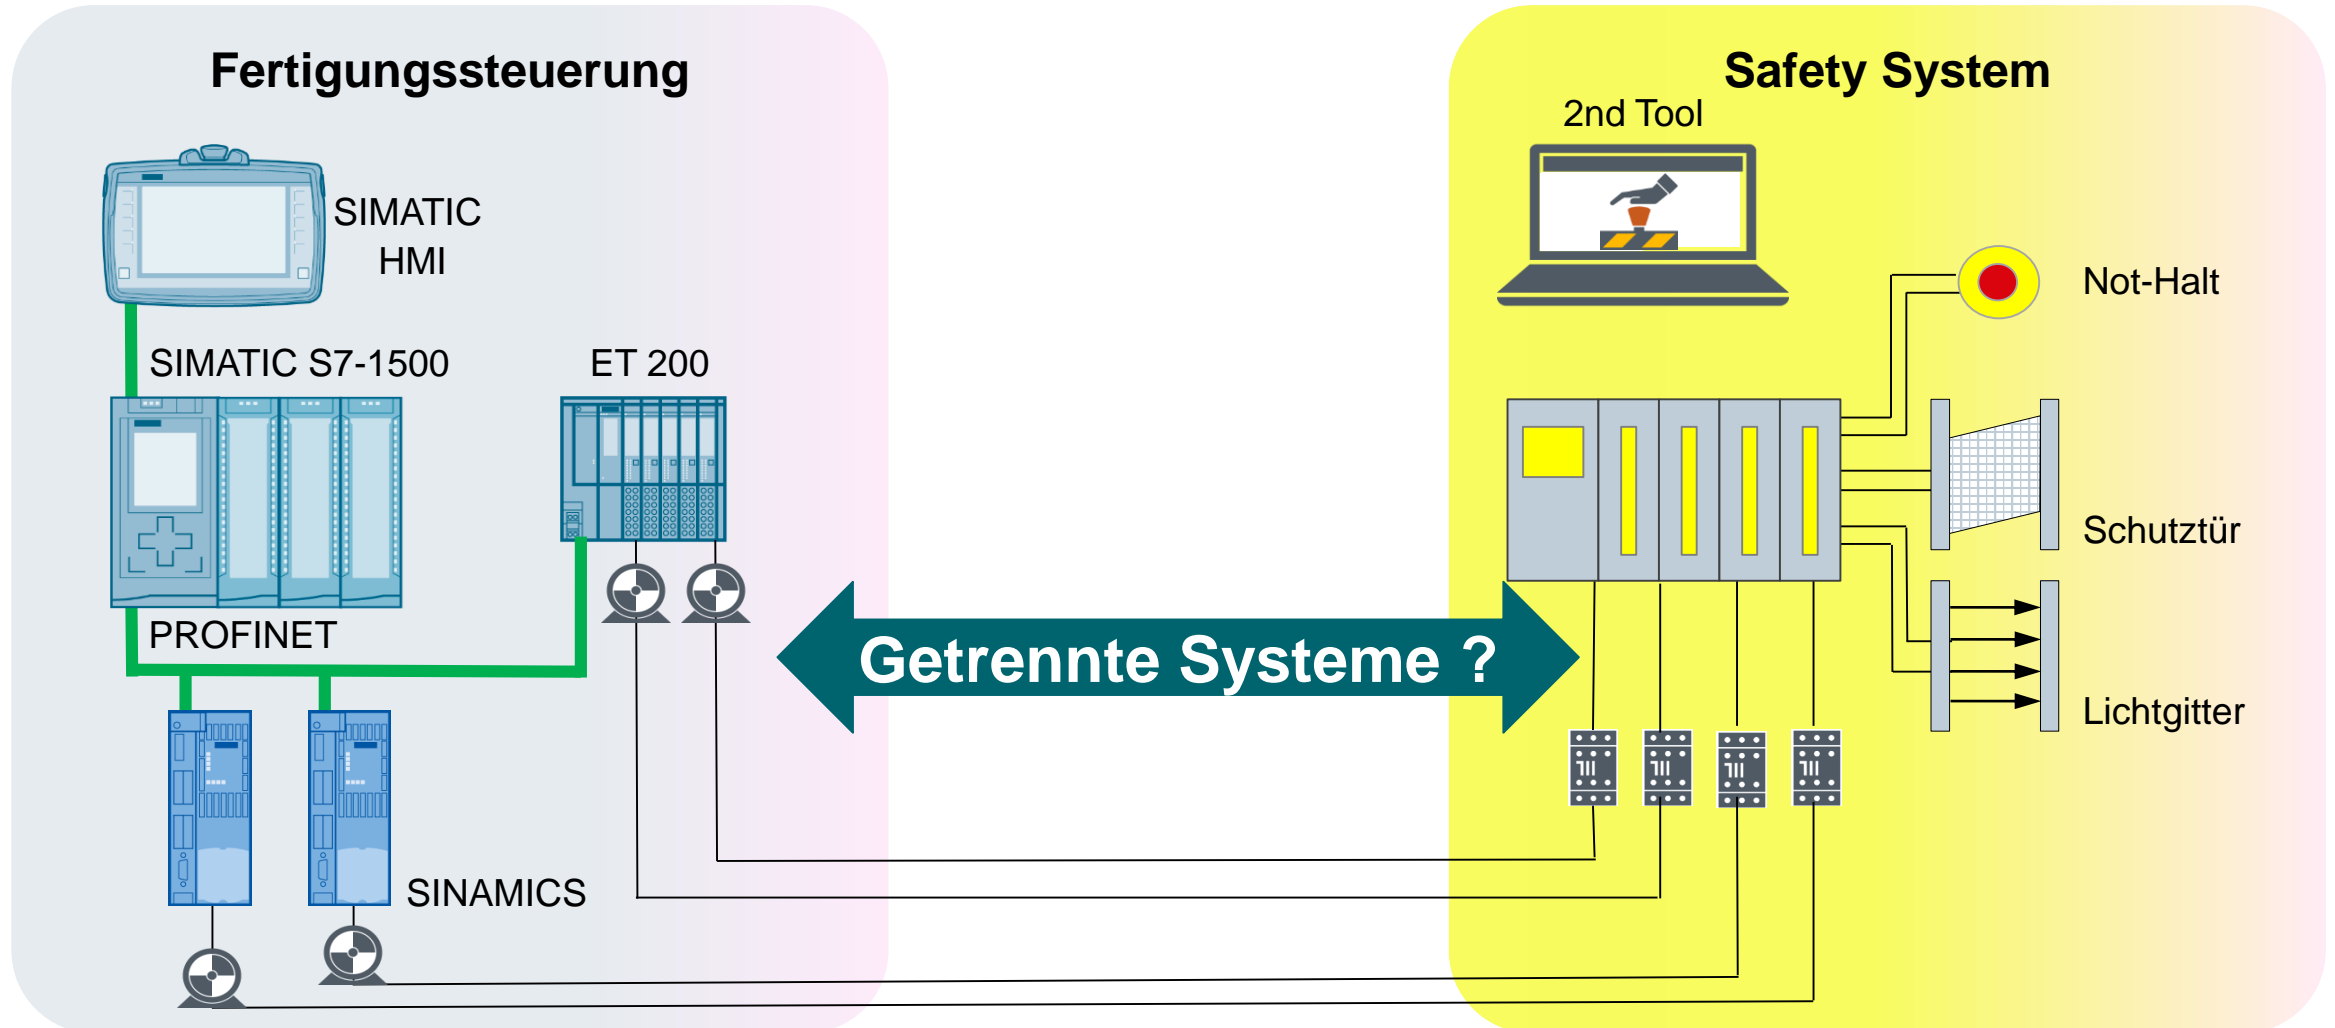 Fertigungssteuerung
SIMATIC
HMI
SIMATIC S7-1500
ET 200
PROFINET
SINAMICS
Getrennte Systeme ?
Safety System
2nd Tool
Not-Halt
Schutztür
Lichtgitter